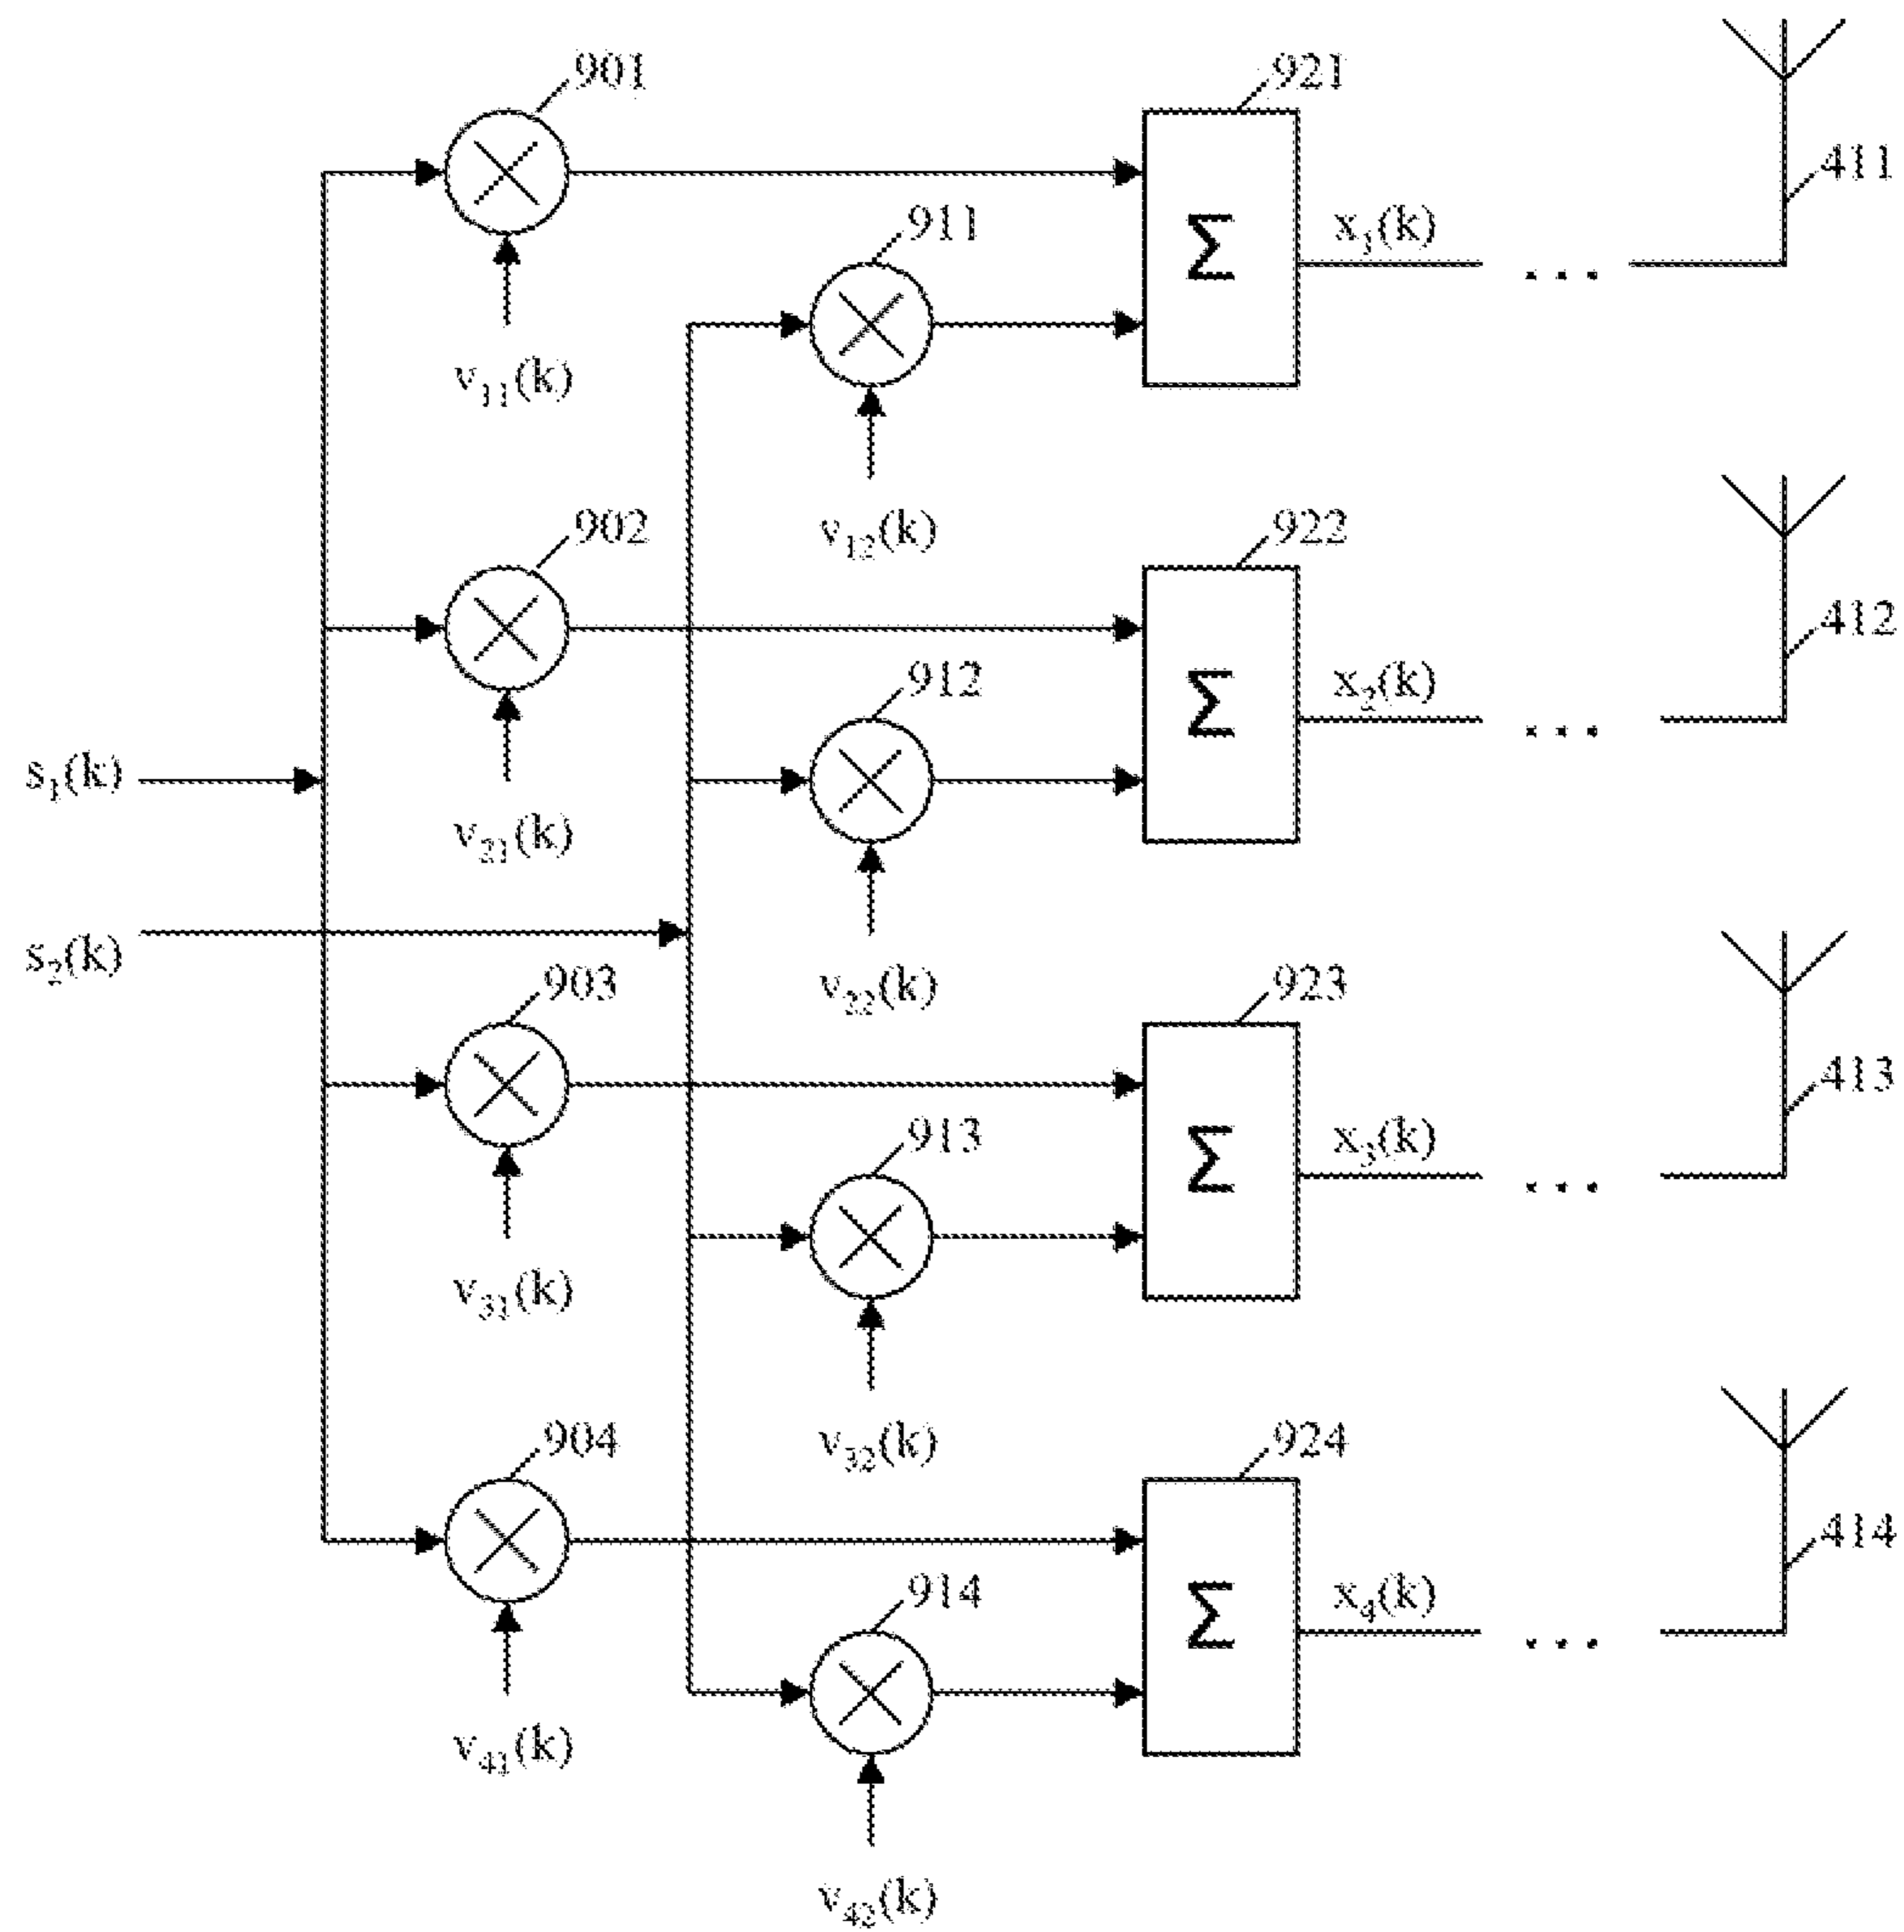 901
921
411
Σ
x₁(k)
911
...
v₁₁(k)
902
v₁₂(k)
922
412
Σ
x₂(k)
912
...
s₁(k)
v₂₁(k)
s₂(k)
903
v₂₂(k)
923
413
Σ
x₃(k)
913
...
v₃₁(k)
904
v₃₂(k)
924
414
Σ
x₄(k)
914
...
v₄₁(k)
v₄₂(k)